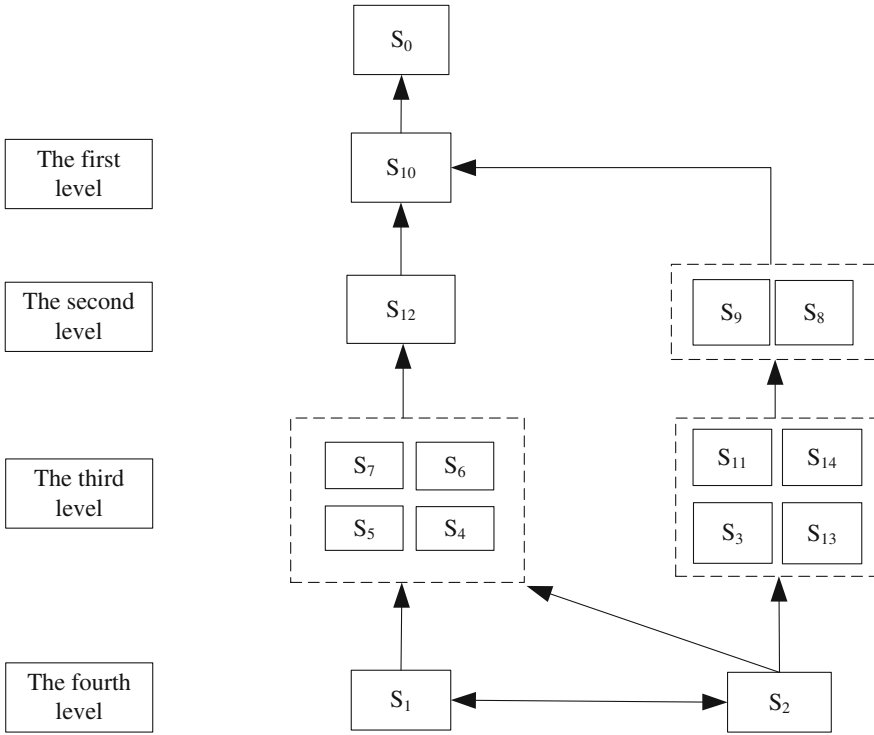 S₀
The first
level
S₁₀
The second
level
S₁₂
S₉ S₈
The third
level
S₇ S₆
S₅ S₄
S₁₁ S₁₄
S₃ S₁₃
The fourth
level
S₁
S₂